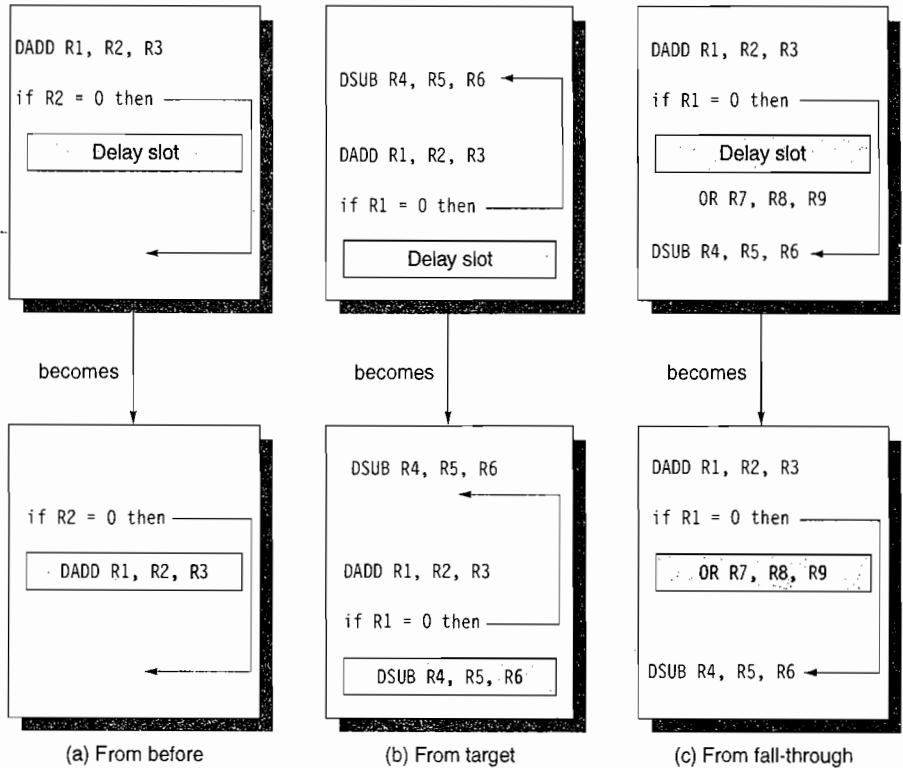 DADD R1, R2, R3
if R2 = 0 then
Delay slot
becomes
if R2 = 0 then
DADD R1, R2, R3
(a) From before
DSUB R4, R5, R6
DADD R1, R2, R3
if R1 = 0 then
Delay slot
becomes
DSUB R4, R5, R6
DADD R1, R2, R3
if R1 = 0 then
DSUB R4, R5, R6
(b) From target
DADD R1, R2, R3
if R1 = 0 then
Delay slot
OR R7, R8, R9
DSUB R4, R5, R6
becomes
DADD R1, R2, R3
if R1 = 0 then
OR R7, R8, R9
DSUB R4, R5, R6
(c) From fall-through